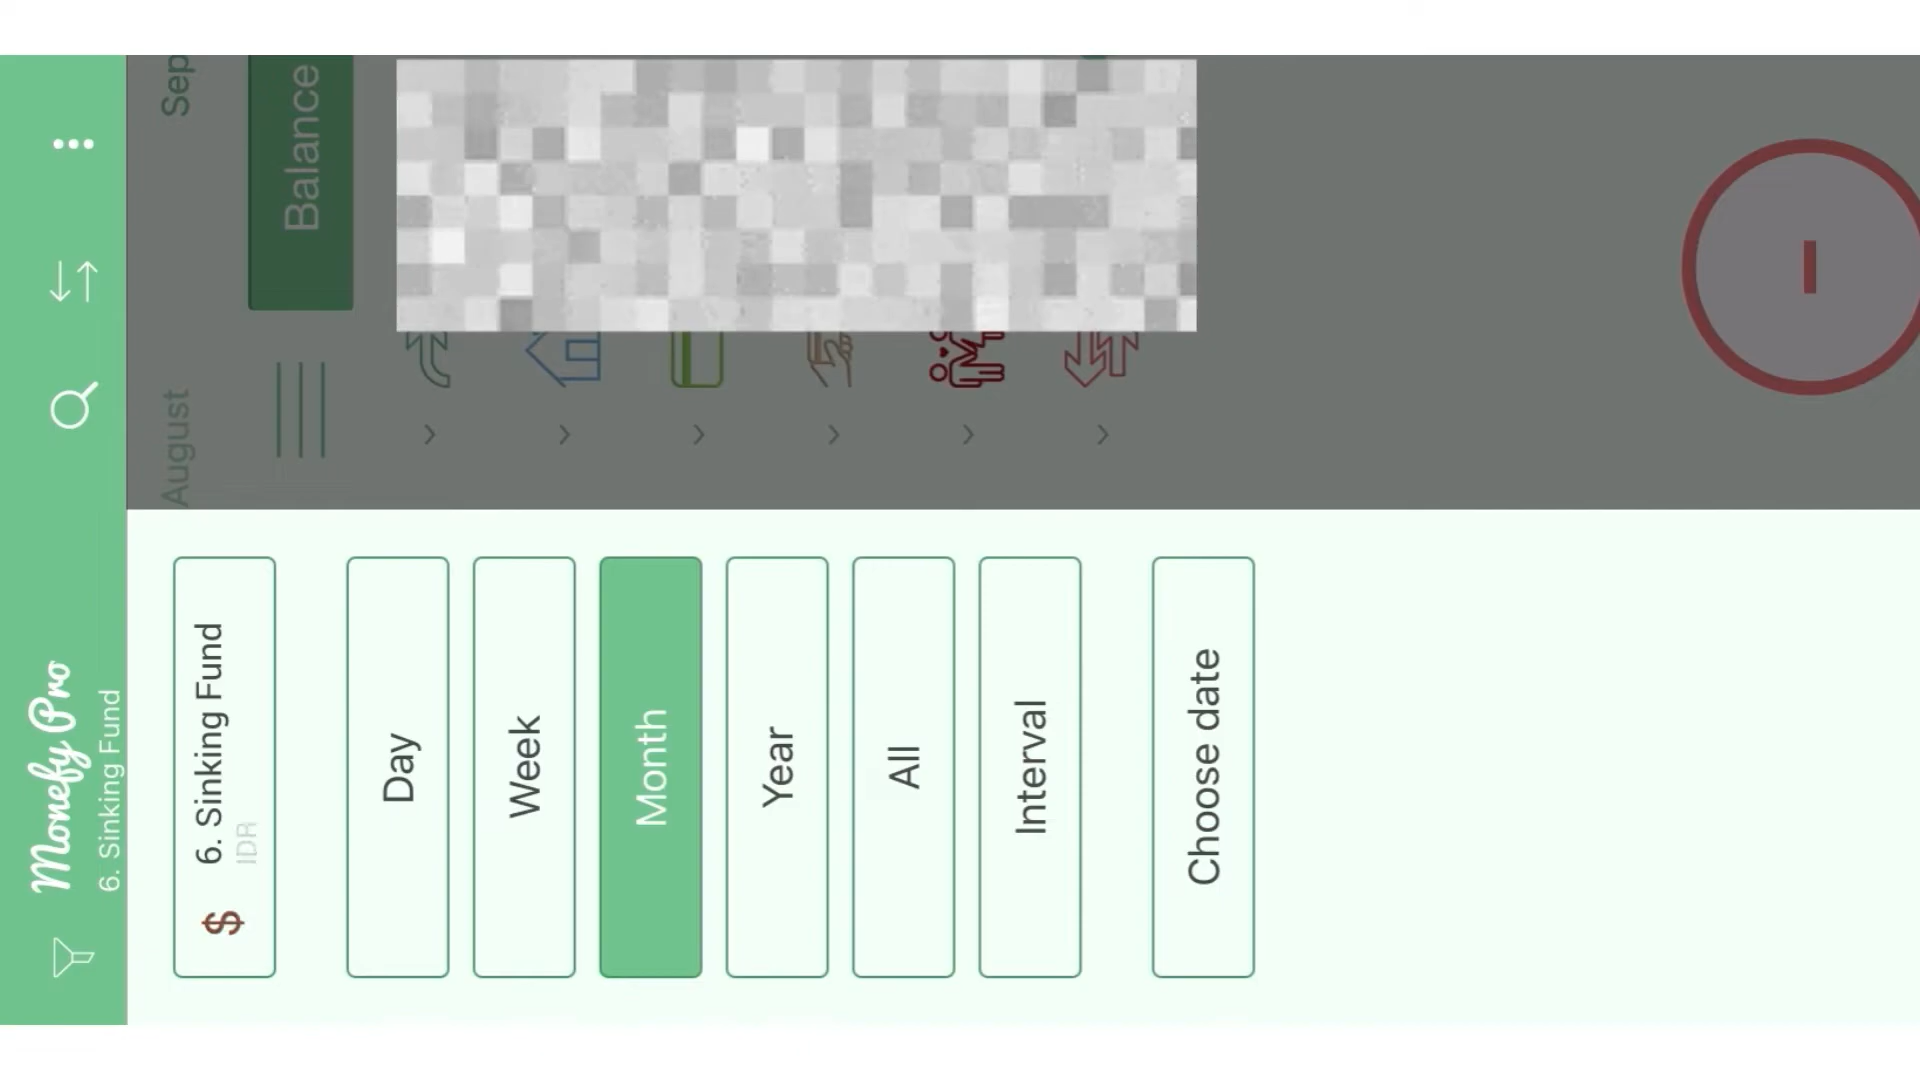 Monefy Pro
6. Sinking Fund
6. Sinking Fund
IDR
Day
Week
Month
Year
All
Interval
Choose date
August
Sep
Balance